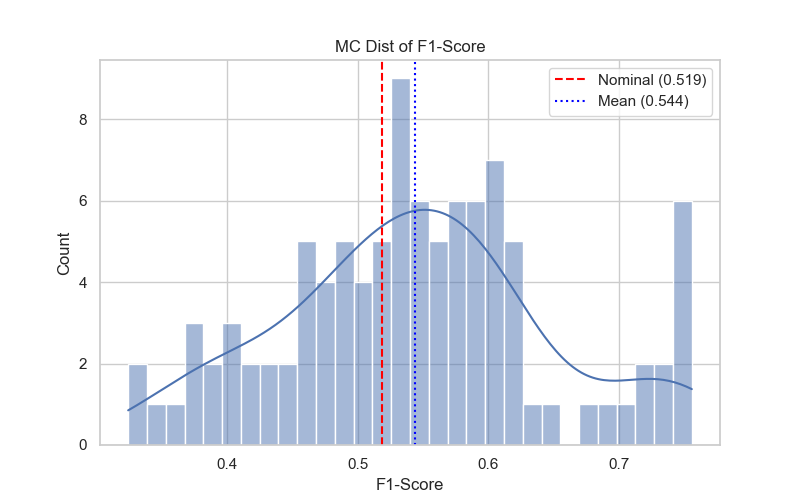 MC Dist of F1-Score
Nominal (0.519)
Mean (0.544)
Count
8
6
4
2
0
0.4 0.5 0.6 0.7
F1-Score